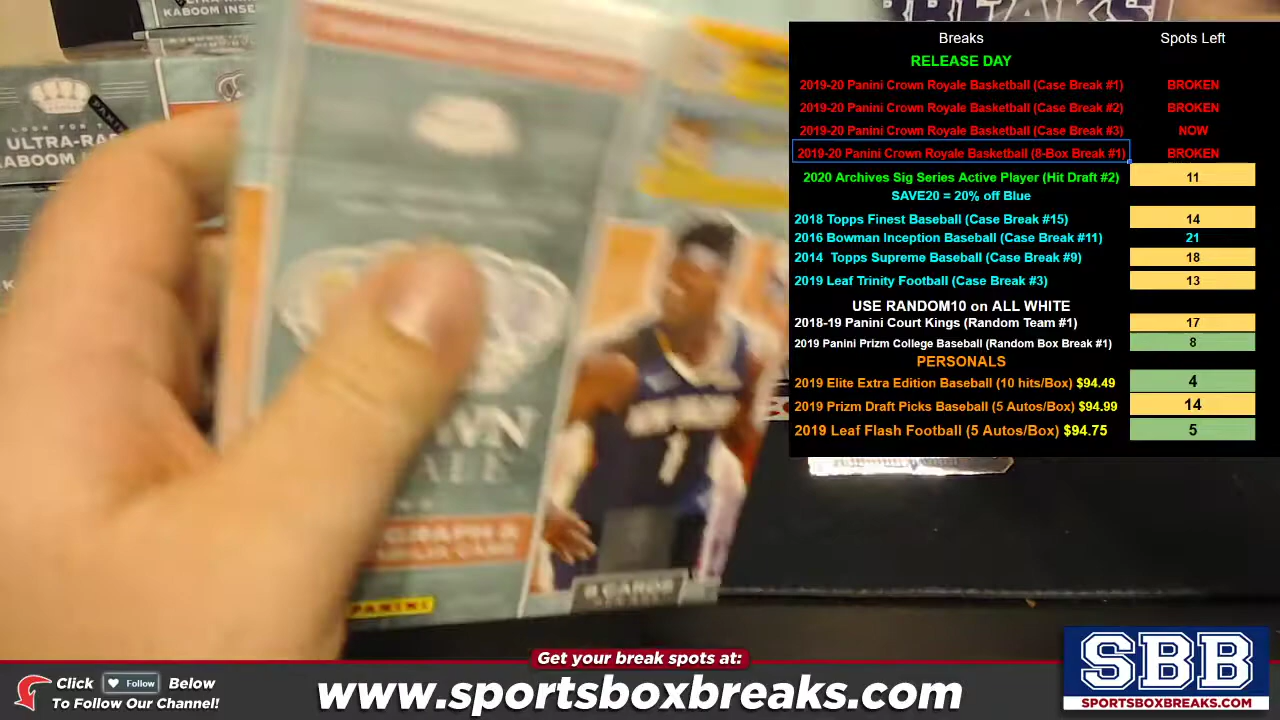 BREAKS!
ULTRA-RA
KABOOM INSE
LOOK FOR
ULTRA-RA
KABOOM I
PANINI
8 CARDS
Breaks Spots Left
RELEASE DAY
2019-20 Panini Crown Royale Basketball (Case Break #1) BROKEN
2019-20 Panini Crown Royale Basketball (Case Break #2) BROKEN
2019-20 Panini Crown Royale Basketball (Case Break #3) NOW
2019-20 Panini Crown Royale Basketball (8-Box Break #1) BROKEN
2020 Archives Sig Series Active Player (Hit Draft #2) 11
SAVE20 = 20% off Blue
2018 Topps Finest Baseball (Case Break #15) 14
2016 Bowman Inception Baseball (Case Break #11) 21
2014 Topps Supreme Baseball (Case Break #9) 18
2019 Leaf Trinity Football (Case Break #3) 13
USE RANDOM10 on ALL WHITE
2018-19 Panini Court Kings (Random Team #1) 17
2019 Panini Prizm College Baseball (Random Box Break #1) 8
PERSONALS
2019 Elite Extra Edition Baseball (10 hits/Box) $94.49 4
2019 Prizm Draft Picks Baseball (5 Autos/Box) $94.99 14
2019 Leaf Flash Football (5 Autos/Box) $94.75 5
Get your break spots at:
Click Follow Below
To Follow Our Channel!
www.sportsboxbreaks.com
SBB
SPORTSBOXBREAKS.COM